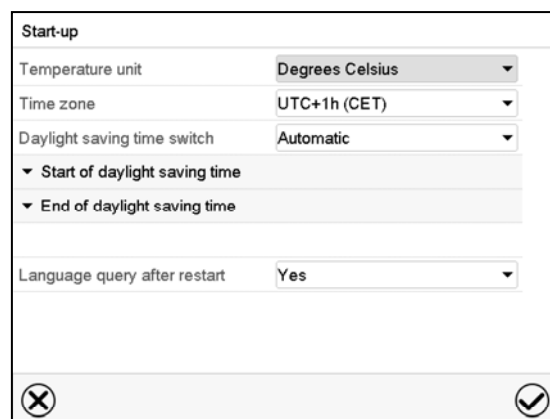 Start-up
Temperature unit Degrees Celsius
Time zone UTC+1h (CET)
Daylight saving time switch Automatic
Start of daylight saving time
End of daylight saving time
Language query after restart Yes